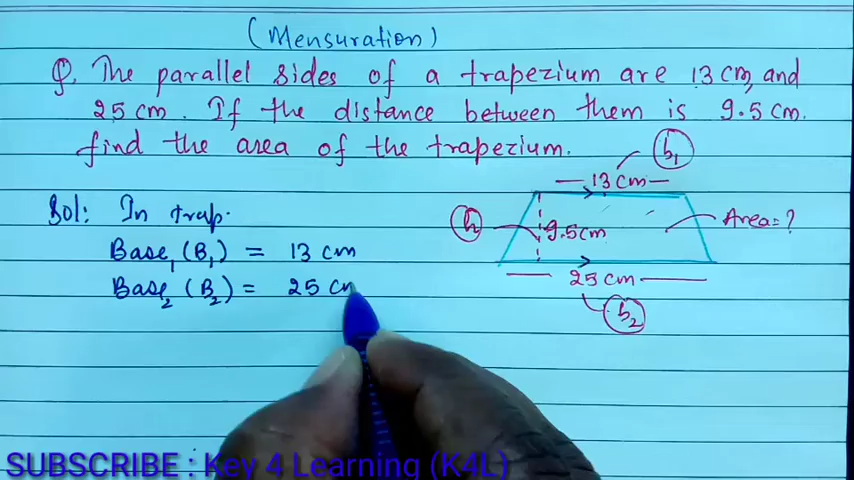 (Mensuration)
Q. The parallel sides of a trapezium are 13 cm, and
25 cm. If the distance between them is 9.5 cm.
find the area of the trapezium.
b1
13 cm
Sol: In trap.
h
9.5cm
Area = ?
Base1 (B1) = 13 cm
25 cm
Base2 (B2) = 25 cm
b2
SUBSCRIBE : Key 4 Learning (K4L)